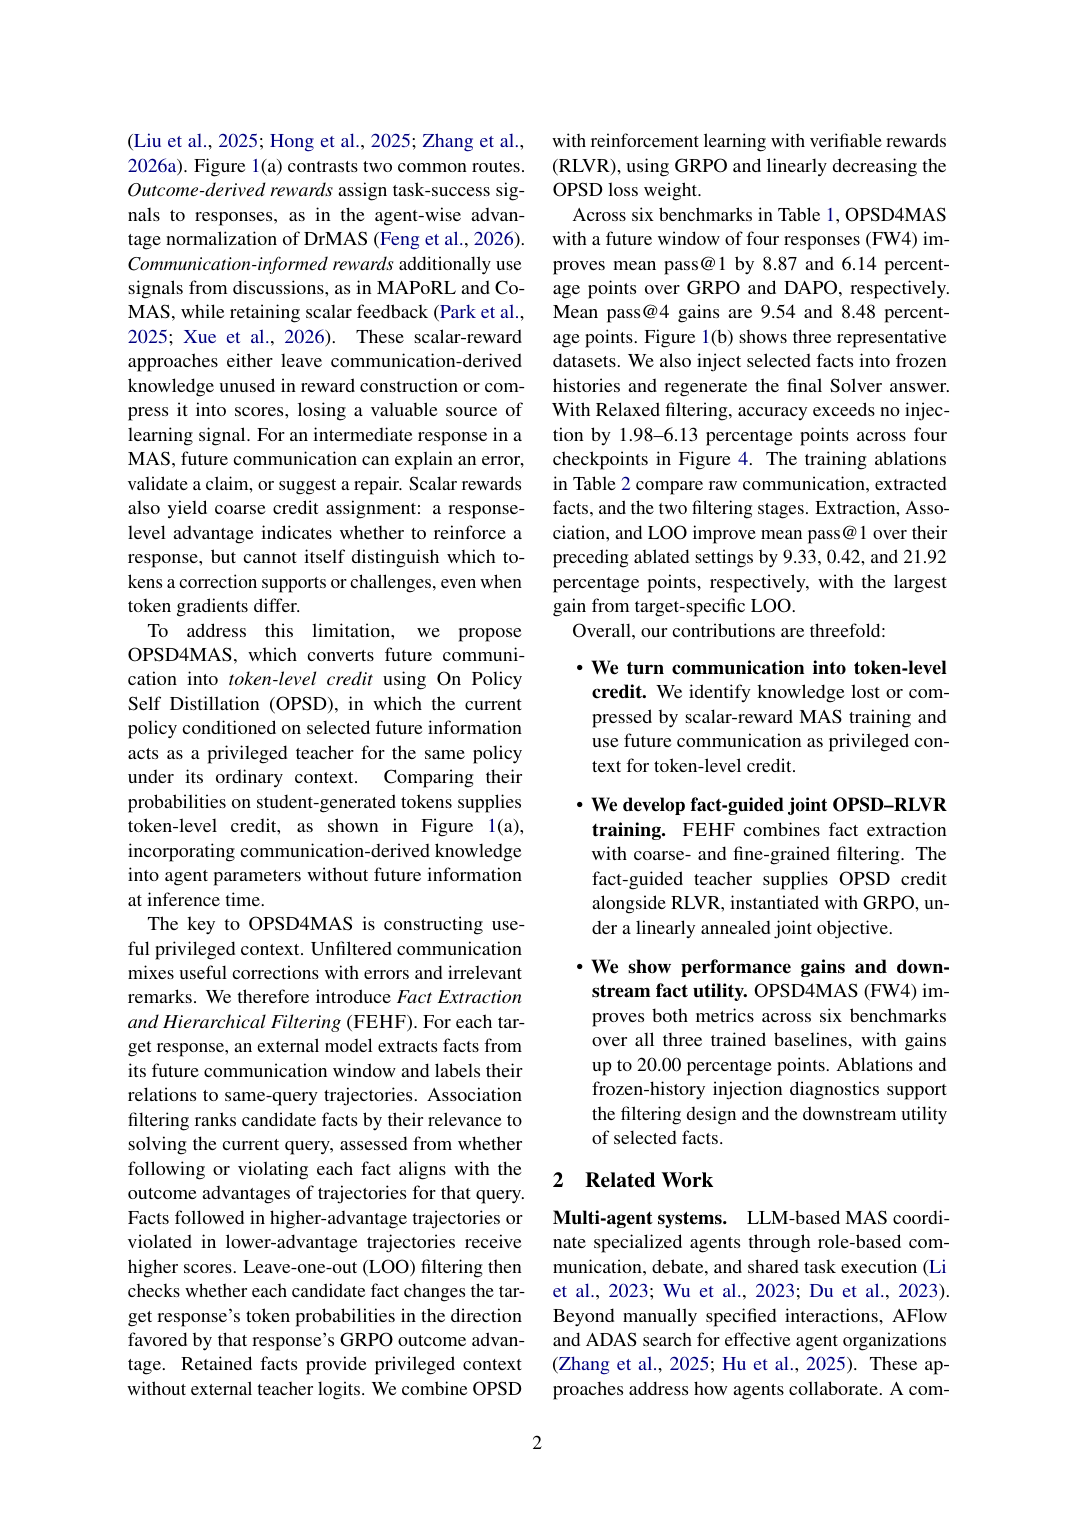 (Liu et al., 2025; Hong et al., 2025; Zhang et al.,
2026a). Figure 1(a) contrasts two common routes.
Outcome-derived rewards assign task-success sig-
nals to responses, as in the agent-wise advan-
tage normalization of DrMAS (Feng et al., 2026).
Communication-informed rewards additionally use
signals from discussions, as in MAPoRL and Co-
MAS, while retaining scalar feedback (Park et al.,
2025; Xue et al., 2026). These scalar-reward
approaches either leave communication-derived
knowledge unused in reward construction or com-
press it into scores, losing a valuable source of
learning signal. For an intermediate response in a
MAS, future communication can explain an error,
validate a claim, or suggest a repair. Scalar rewards
also yield coarse credit assignment: a response-
level advantage indicates whether to reinforce a
response, but cannot itself distinguish which to-
kens a correction supports or challenges, even when
token gradients differ.
To address this limitation, we propose
OPSD4MAS, which converts future communi-
cation into token-level credit using On Policy
Self Distillation (OPSD), in which the current
policy conditioned on selected future information
acts as a privileged teacher for the same policy
under its ordinary context. Comparing their
probabilities on student-generated tokens supplies
token-level credit, as shown in Figure 1(a),
incorporating communication-derived knowledge
into agent parameters without future information
at inference time.
The key to OPSD4MAS is constructing use-
ful privileged context. Unfiltered communication
mixes useful corrections with errors and irrelevant
remarks. We therefore introduce Fact Extraction
and Hierarchical Filtering (FEHF). For each tar-
get response, an external model extracts facts from
its future communication window and labels their
relations to same-query trajectories. Association
filtering ranks candidate facts by their relevance to
solving the current query, assessed from whether
following or violating each fact aligns with the
outcome advantages of trajectories for that query.
Facts followed in higher-advantage trajectories or
violated in lower-advantage trajectories receive
higher scores. Leave-one-out (LOO) filtering then
checks whether each candidate fact changes the tar-
get response's token probabilities in the direction
favored by that response's GRPO outcome advan-
tage. Retained facts provide privileged context
without external teacher logits. We combine OPSD
with reinforcement learning with verifiable rewards
(RLVR), using GRPO and linearly decreasing the
OPSD loss weight.
Across six benchmarks in Table 1, OPSD4MAS
with a future window of four responses (FW4) im-
proves mean pass@1 by 8.87 and 6.14 percent-
age points over GRPO and DAPO, respectively.
Mean pass@4 gains are 9.54 and 8.48 percent-
age points. Figure 1(b) shows three representative
datasets. We also inject selected facts into frozen
histories and regenerate the final Solver answer.
With Relaxed filtering, accuracy exceeds no injec-
tion by 1.98–6.13 percentage points across four
checkpoints in Figure 4. The training ablations
in Table 2 compare raw communication, extracted
facts, and the two filtering stages. Extraction, Asso-
ciation, and LOO improve mean pass@1 over their
preceding ablated settings by 9.33, 0.42, and 21.92
percentage points, respectively, with the largest
gain from target-specific LOO.
Overall, our contributions are threefold:
• We turn communication into token-level
credit. We identify knowledge lost or com-
pressed by scalar-reward MAS training and
use future communication as privileged con-
text for token-level credit.
• We develop fact-guided joint OPSD–RLVR
training. FEHF combines fact extraction
with coarse- and fine-grained filtering. The
fact-guided teacher supplies OPSD credit
alongside RLVR, instantiated with GRPO, un-
der a linearly annealed joint objective.
• We show performance gains and down-
stream fact utility. OPSD4MAS (FW4) im-
proves both metrics across six benchmarks
over all three trained baselines, with gains
up to 20.00 percentage points. Ablations and
frozen-history injection diagnostics support
the filtering design and the downstream utility
of selected facts.
2 Related Work
Multi-agent systems. LLM-based MAS coordi-
nate specialized agents through role-based com-
munication, debate, and shared task execution (Li
et al., 2023; Wu et al., 2023; Du et al., 2023).
Beyond manually specified interactions, AFlow
and ADAS search for effective agent organizations
(Zhang et al., 2025; Hu et al., 2025). These ap-
proaches address how agents collaborate. A com-
2